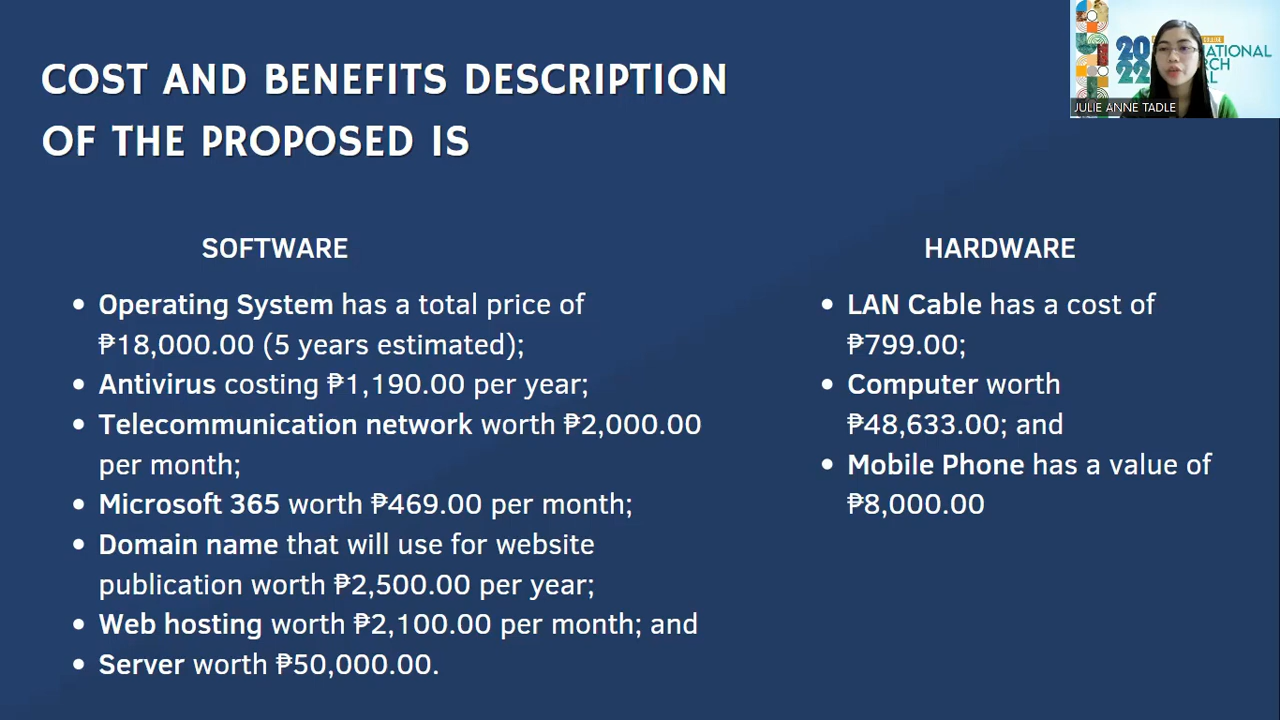 COST AND BENEFITS DESCRIPTION
OF THE PROPOSED IS
2022
NATIONAL
JULIE ANNE TADLE
SOFTWARE
• Operating System has a total price of
₱18,000.00 (5 years estimated);
• Antivirus costing ₱1,190.00 per year;
• Telecommunication network worth ₱2,000.00
per month;
• Microsoft 365 worth ₱469.00 per month;
• Domain name that will use for website
publication worth ₱2,500.00 per year;
• Web hosting worth ₱2,100.00 per month; and
• Server worth ₱50,000.00.
HARDWARE
• LAN Cable has a cost of
₱799.00;
• Computer worth
₱48,633.00; and
• Mobile Phone has a value of
₱8,000.00